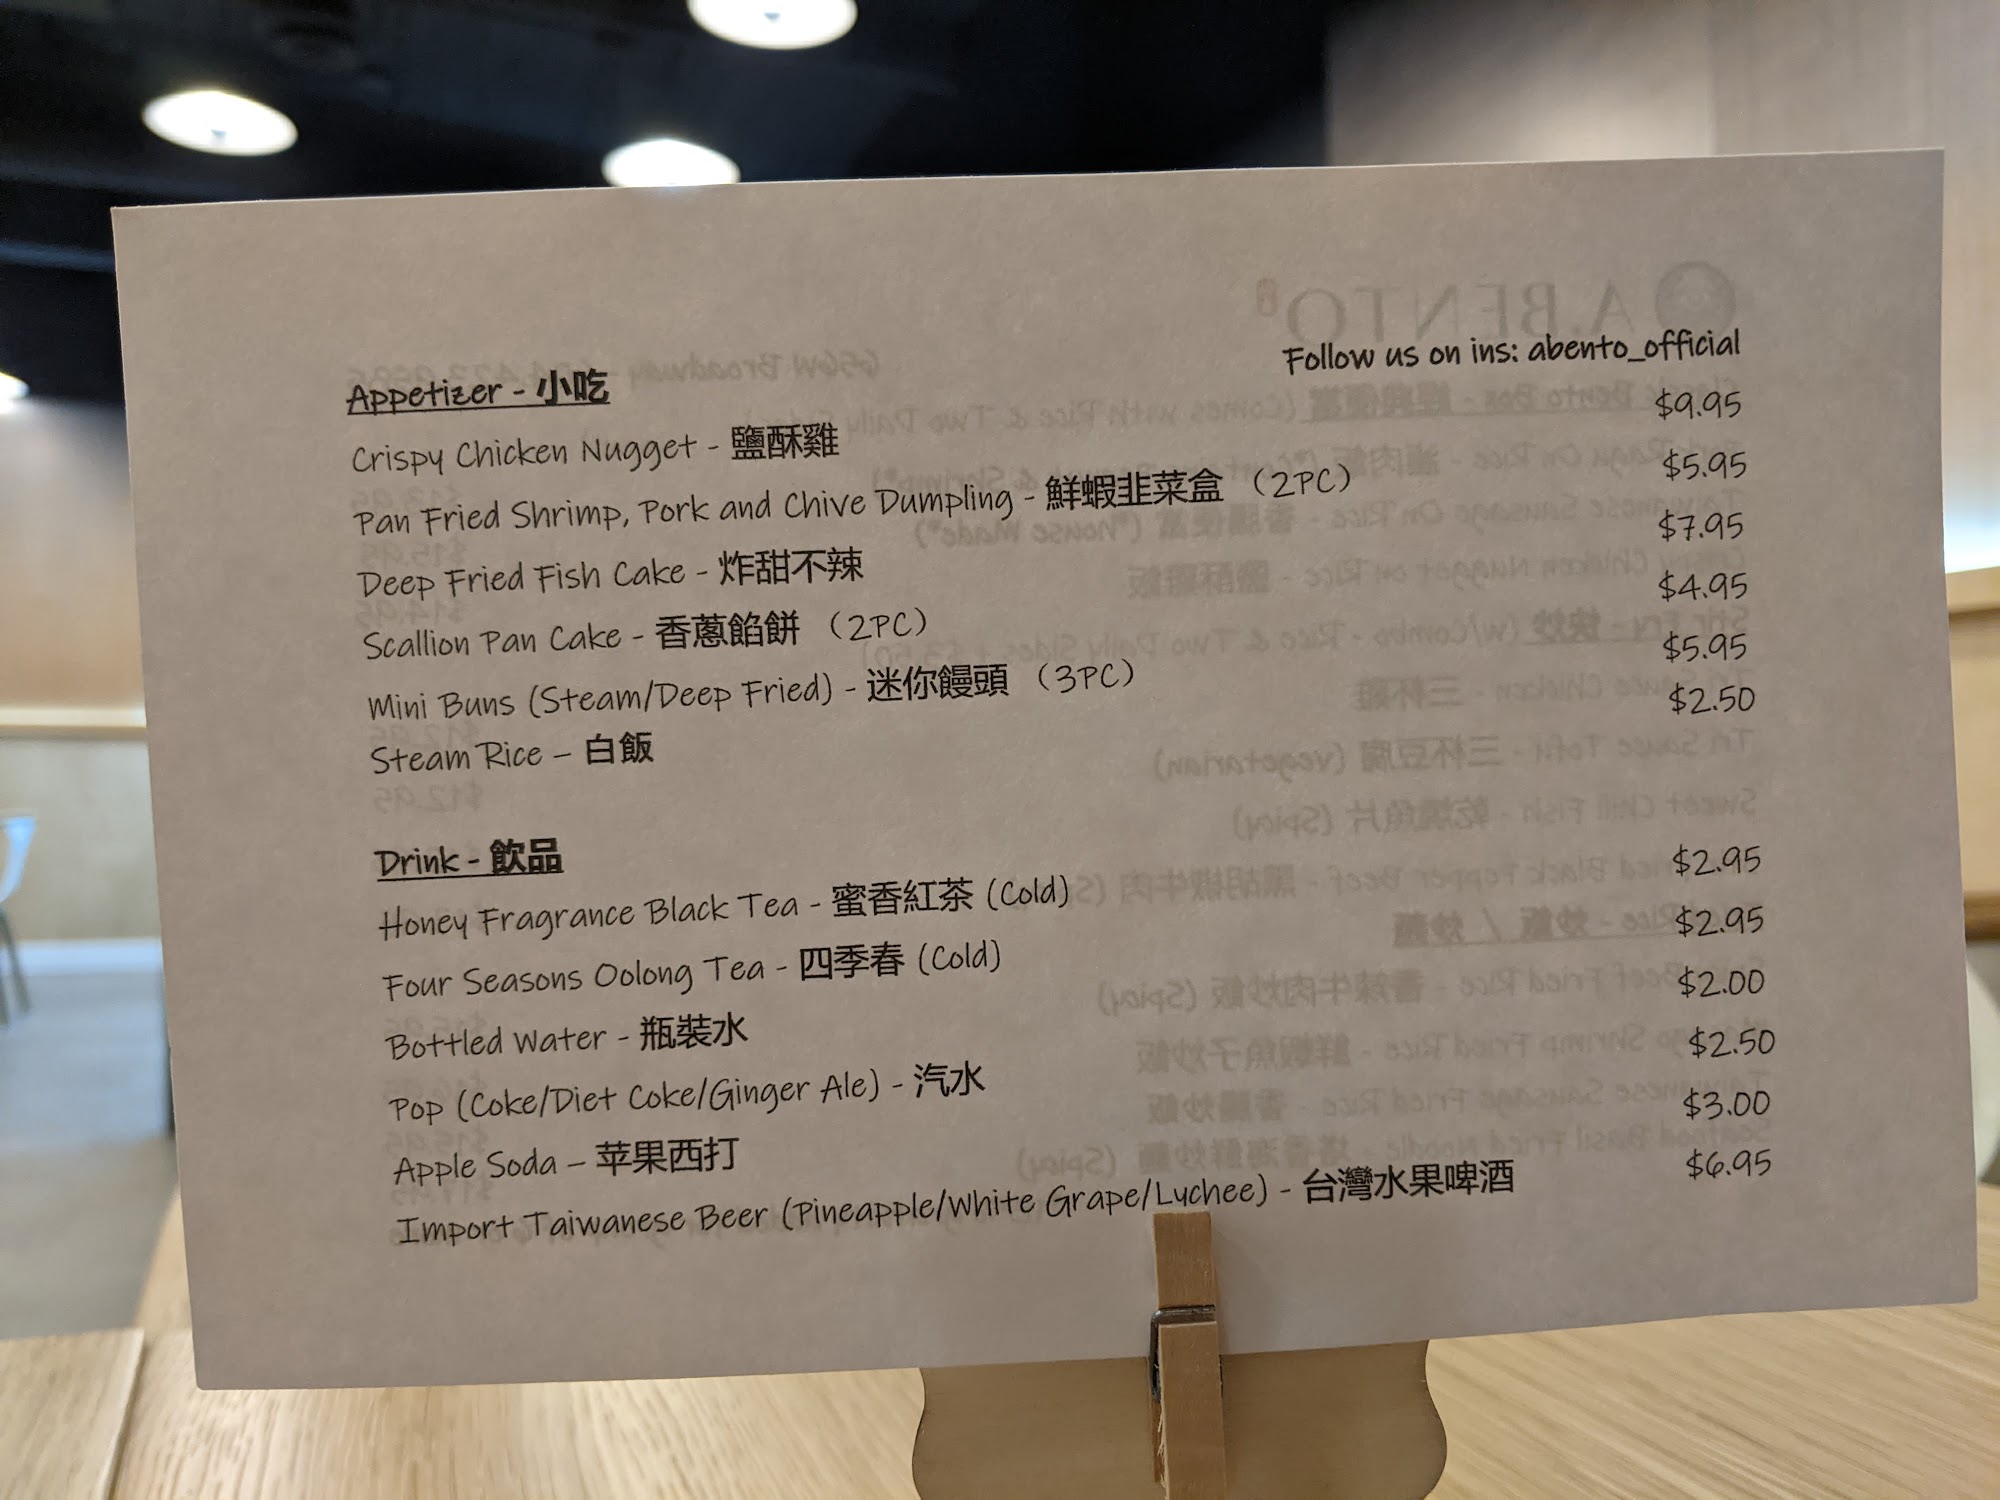 Follow us on ins: abento_official
Appetizer - 小吃
Crispy Chicken Nugget - 鹽酥雞 $9.95
Pan Fried Shrimp, Pork and Chive Dumpling - 鮮蝦韭菜盒 （2PC） $5.95
Deep Fried Fish Cake - 炸甜不辣 $7.95
Scallion Pan Cake - 香蔥餡餅 （2PC） $4.95
Mini Buns (Steam/Deep Fried) - 迷你饅頭 （3PC） $5.95
Steam Rice – 白飯 $2.50
Drink - 飲品
Honey Fragrance Black Tea - 蜜香紅茶 (Cold) $2.95
Four Seasons Oolong Tea - 四季春 (Cold) $2.95
Bottled Water - 瓶裝水 $2.00
Pop (Coke/Diet Coke/Ginger Ale) - 汽水 $2.50
Apple Soda – 苹果西打 $3.00
Import Taiwanese Beer (Pineapple/White Grape/Lychee) - 台灣水果啤酒 $6.95